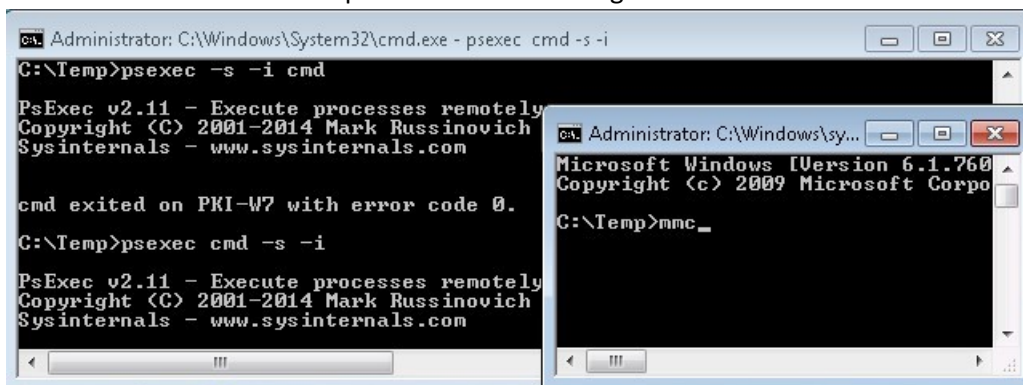 Administrator: C:\Windows\System32\cmd.exe - psexec cmd -s -i
C:\Temp>psexec -s -i cmd
PsExec v2.11 - Execute processes remotely
Copyright (C) 2001-2014 Mark Russinovich
Sysinternals - www.sysinternals.com
cmd exited on PKI-W7 with error code 0.
C:\Temp>psexec cmd -s -i
PsExec v2.11 - Execute processes remotely
Copyright (C) 2001-2014 Mark Russinovich
Sysinternals - www.sysinternals.com
Administrator: C:\Windows\sy...
Microsoft Windows [Version 6.1.760
Copyright (c) 2009 Microsoft Corpo
C:\Temp>mmc_